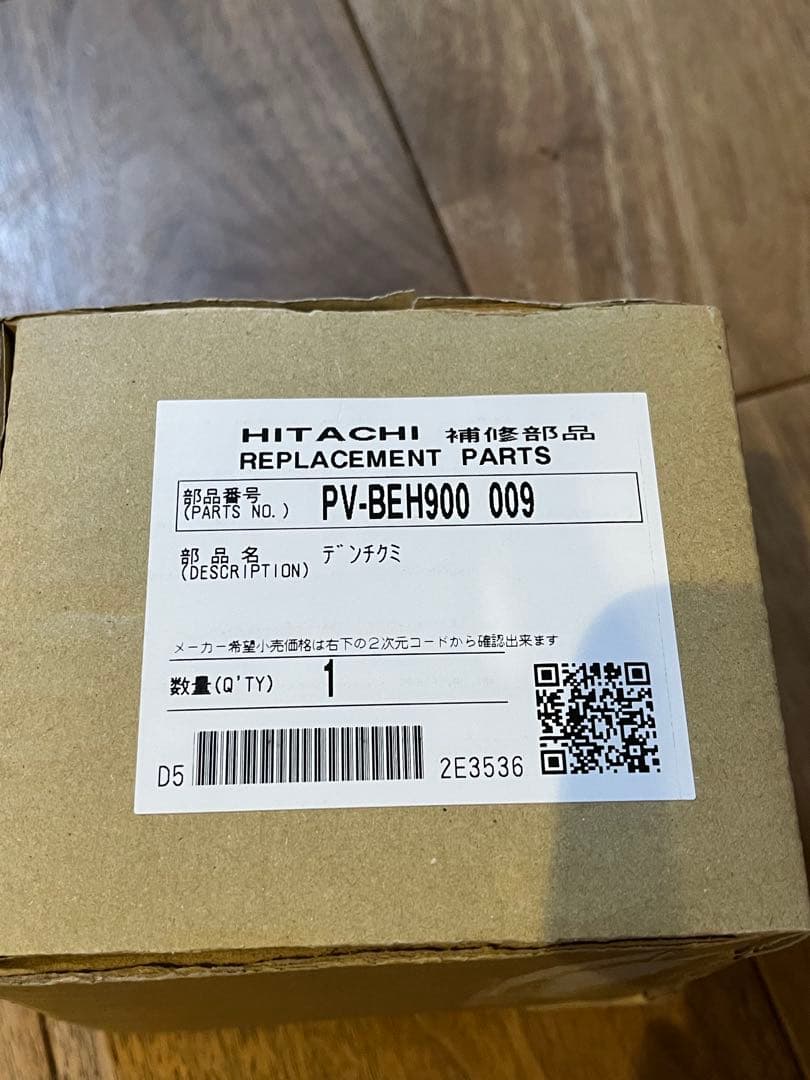 HITACHI 補修部品
REPLACEMENT PARTS
部品番号
(PARTS NO.) PV-BEH900 009
部品名 デンチクミ
(DESCRIPTION)
メーカー希望小売価格は右下の2次元コードから確認出来ます
数量(Q'TY) 1
D5 2E3536